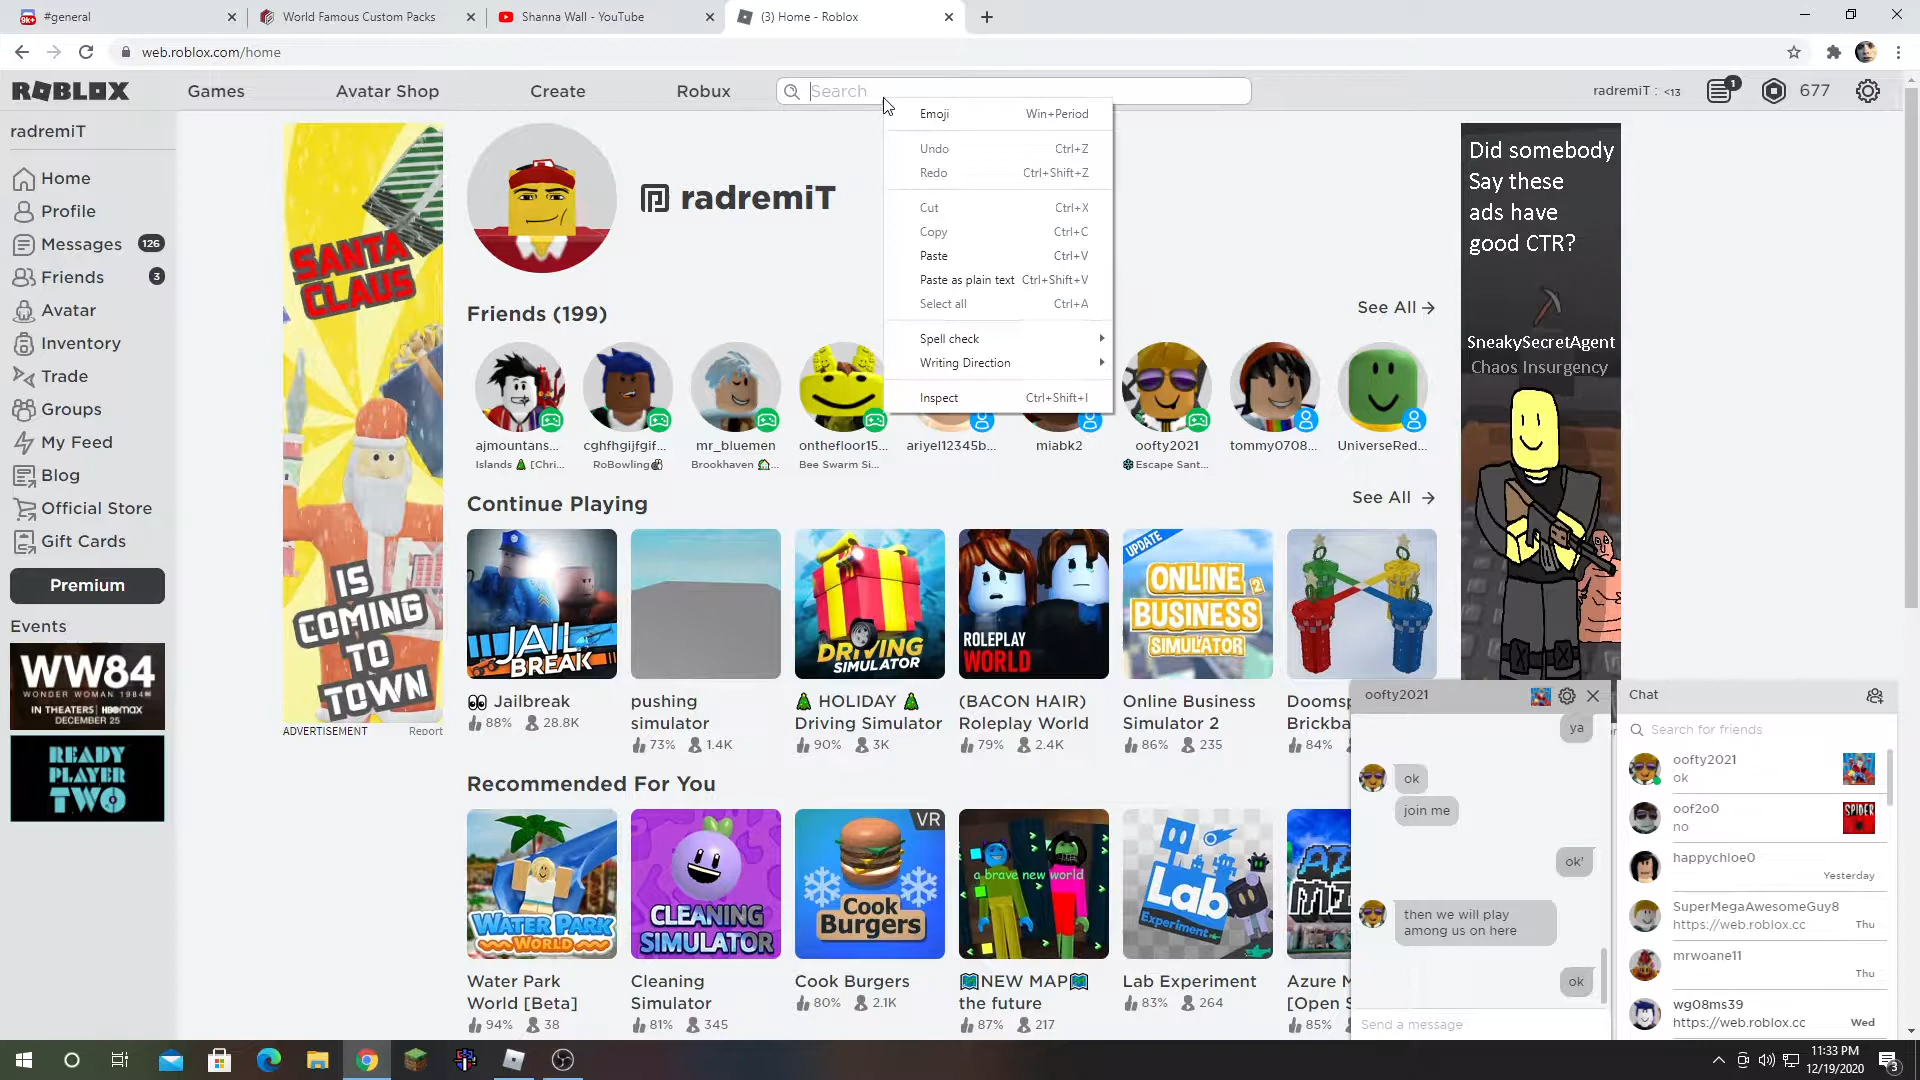 #general
World Famous Custom Packs
Shanna Wall - YouTube
(3) Home - Roblox
web.roblox.com/home
ROBLOX
Games
Avatar Shop
Create
Robux
Search
radremiT : <13
1
677
radremiT
Home
Profile
Messages 126
Friends 3
Avatar
Inventory
Trade
Groups
My Feed
Blog
Official Store
Gift Cards
Premium
Events
WW84
WONDER WOMAN 1984
IN THEATERS HBOmax
DECEMBER 25
READY
PLAYER
TWO
SANTA
CLAUS
IS
COMING
TO
TOWN
ADVERTISEMENT
Report
radremiT
Emoji Win+Period
Undo Ctrl+Z
Redo Ctrl+Shift+Z
Cut Ctrl+X
Copy Ctrl+C
Paste Ctrl+V
Paste as plain text Ctrl+Shift+V
Select all Ctrl+A
Spell check
Writing Direction
Inspect Ctrl+Shift+I
Friends (199)
See All
ajmountans...
Islands [Chri...
cghfhgijfgif...
RoBowling
mr_bluemen
Brookhaven ...
onthefloor15...
Bee Swarm Si...
ariyel12345b...
miabk2
oofty2021
Escape Sant...
tommy0708...
UniverseRed...
Continue Playing
See All
JAIL
BREAK
DRIVING
SIMULATOR
ROLEPLAY
WORLD
UPDATE
ONLINE
BUSINESS 2
SIMULATOR
👀 Jailbreak
88% 28.8K
pushing
simulator
73% 1.4K
🎄 HOLIDAY 🎄
Driving Simulator
90% 3K
(BACON HAIR)
Roleplay World
79% 2.4K
Online Business
Simulator 2
86% 235
Doomsp
Brickba
84%
Recommended For You
WATER PARK
WORLD
CLEANING
SIMULATOR
VR
Cook
Burgers
a brave new world
Lab
Experiment
Water Park
World [Beta]
94% 38
Cleaning
Simulator
81% 345
Cook Burgers
80% 2.1K
🗺️NEW MAP🗺️
the future
87% 217
Lab Experiment
83% 264
Azure M
[Open S
85%
Did somebody
Say these
ads have
good CTR?
SneakySecretAgent
Chaos Insurgency
oofty2021
ya
ok
join me
ok'
then we will play
among us on here
ok
Send a message
Chat
Search for friends
oofty2021
ok
oof2o0
no
SPIDER
happychloe0
Yesterday
SuperMegaAwesomeGuy8
https://web.roblox.cc Thu
mrwoane11
Thu
wg08ms39
https://web.roblox.cc Wed
11:33 PM
12/19/2020
3